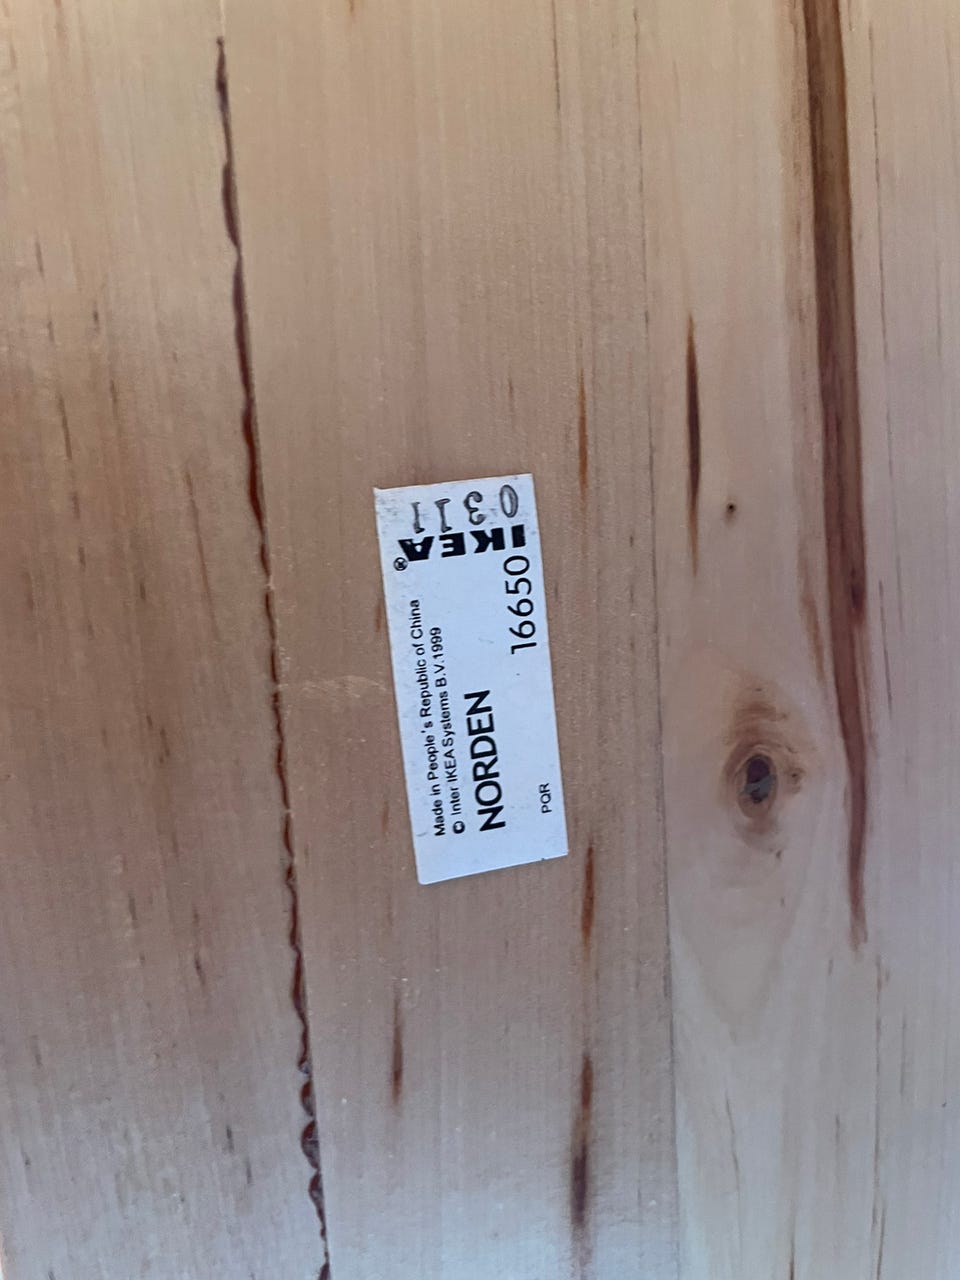 Made in People's Republic of China
© Inter IKEA Systems B.V.1999
NORDEN
16650
PQR
IKEA®
0311